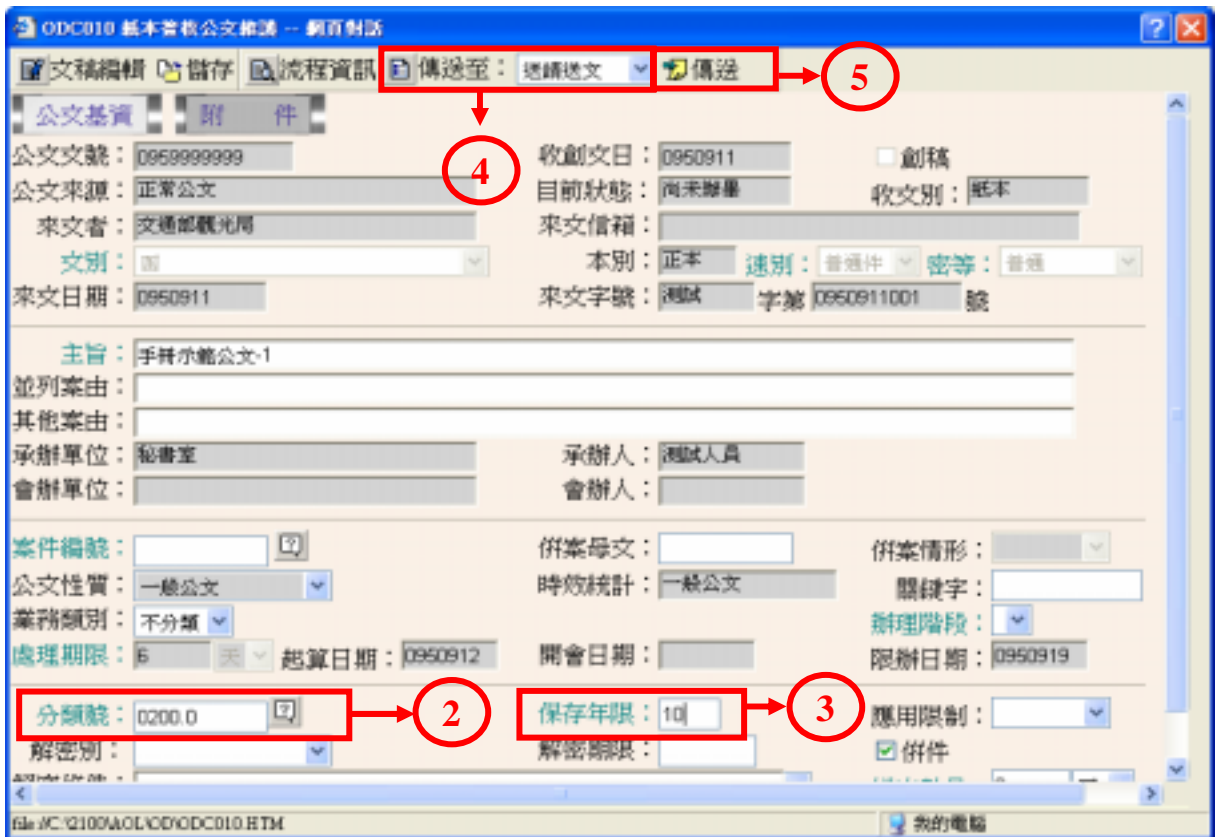 ODC010 紙本簽核公文維護 -- 網頁對話
文稿編輯 儲存 流程資訊 傳送至： 送繕送文 傳送 5
公文基資 附 件
4
公文文號： 0959999999 收創文日： 0950911 創稿
公文來源： 正常公文 目前狀態： 尚未辦畢 收文別： 紙本
來文者： 交通部觀光局 來文信箱：
文別： 函 本別： 正本 速別： 普通件 密等： 普通
來文日期： 0950911 來文字號： 測試 字第 0950911001 號
主旨： 手冊示範公文-1
並列案由：
其他案由：
承辦單位： 秘書室 承辦人： 測試人員
會辦單位： 會辦人：
案件編號： 併案母文： 併案情形：
公文性質： 一般公文 時效統計： 一般公文 關鍵字：
業務類別： 不分類 辦理階段：
處理期限： 6 天 起算日期： 0950912 開會日期： 限辦日期： 0950919
分類號： 0200.0 2 保存年限： 10 3 應用限制：
解密別： 解密期限： 併件
file://C:\2100\AOL\OD\ODC010.HTM 我的電腦